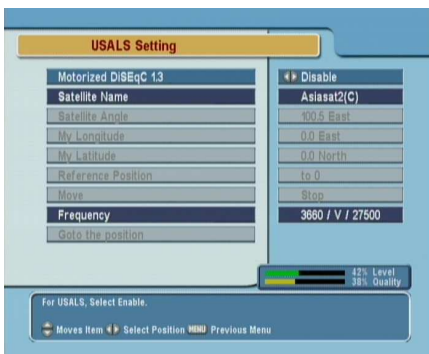 USALS Setting
Motorized DiSEqC 1.3 Disable
Satellite Name Asiasat2(C)
Satellite Angle 100.5 East
My Longitude 0.0 East
My Latitude 0.0 North
Reference Position to 0
Move Stop
Frequency 3660 / V / 27500
Goto the position
42% Level
38% Quality
For USALS, Select Enable.
Moves Item Select Position MENU Previous Menu